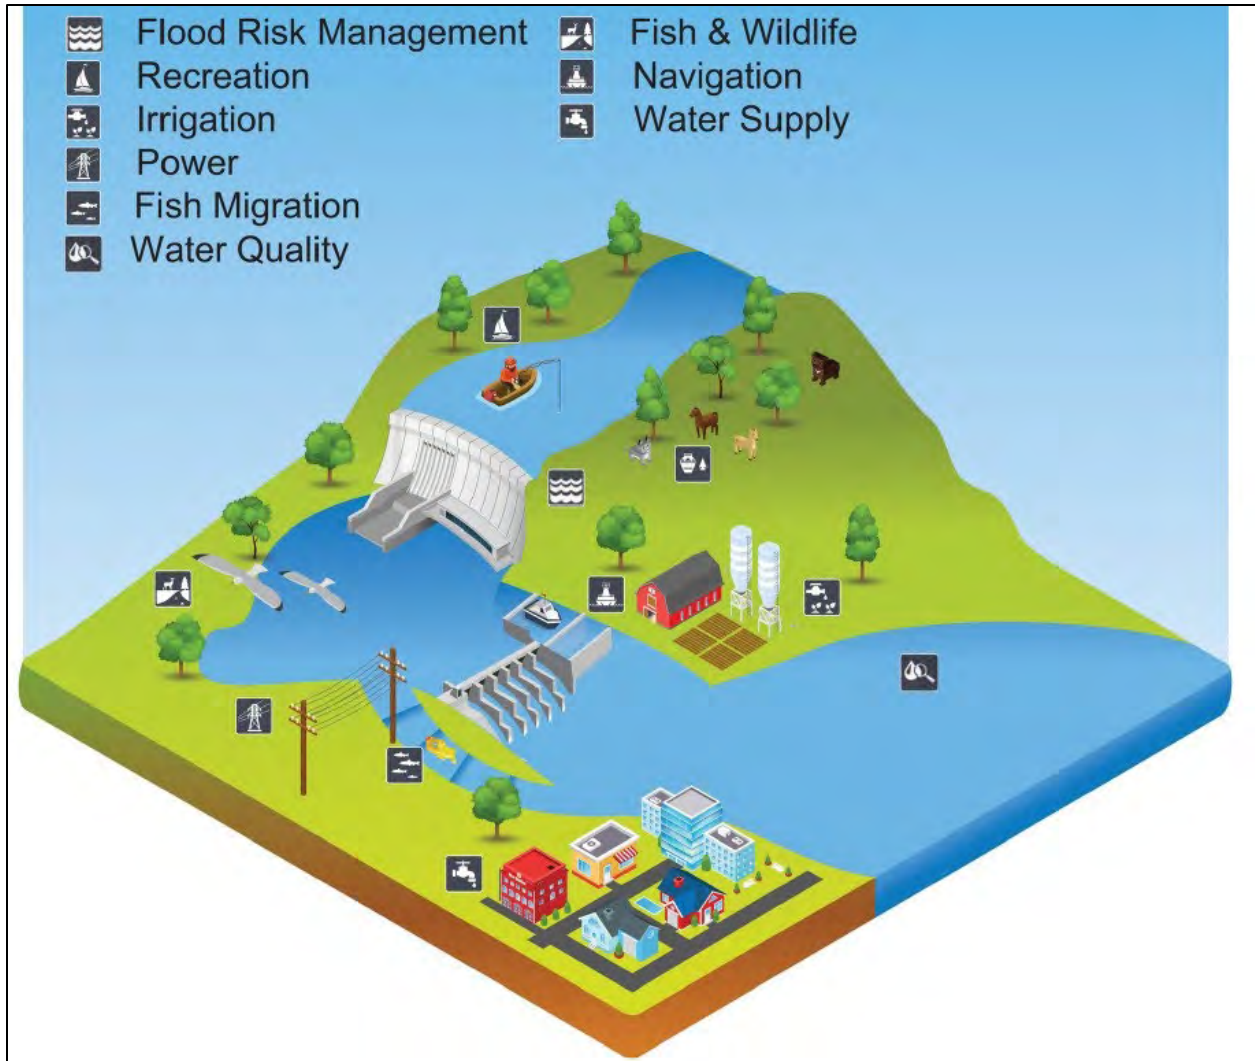 Flood Risk Management
Recreation
Irrigation
Power
Fish Migration
Water Quality
Fish & Wildlife
Navigation
Water Supply